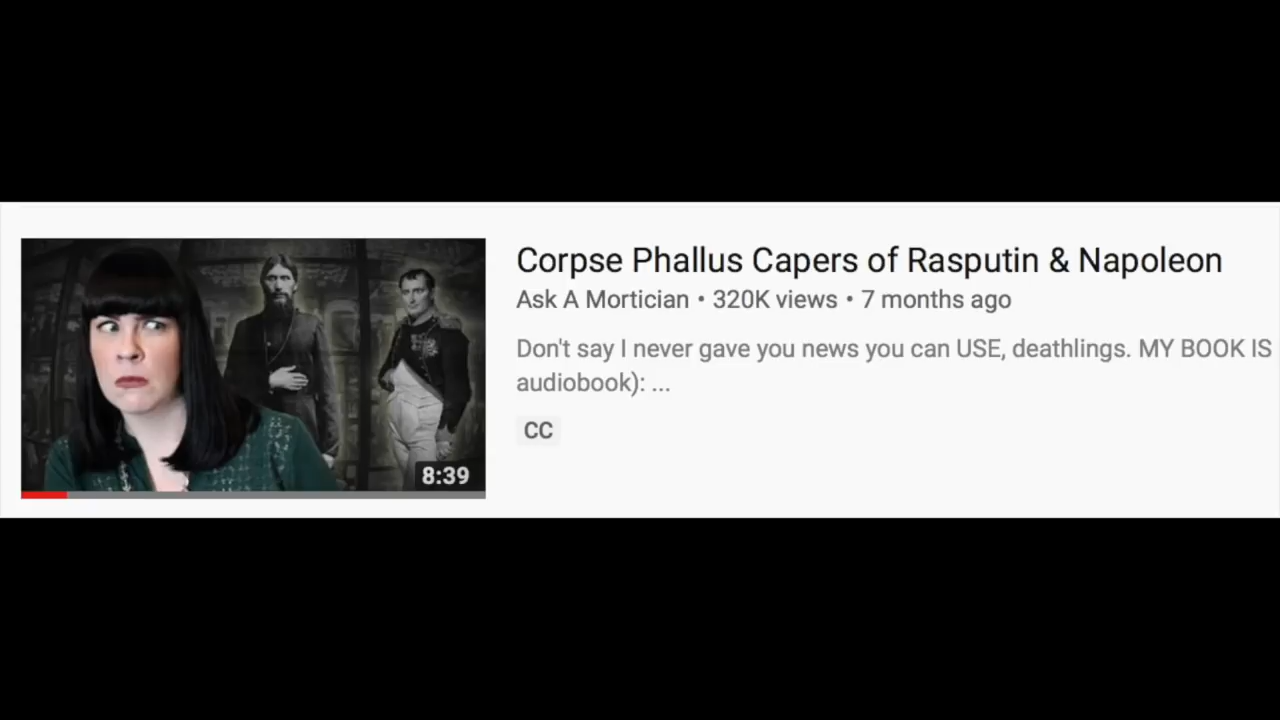 Corpse Phallus Capers of Rasputin & Napoleon
Ask A Mortician • 320K views • 7 months ago
Don't say I never gave you news you can USE, deathlings. MY BOOK IS
audiobook): ...
CC
8:39